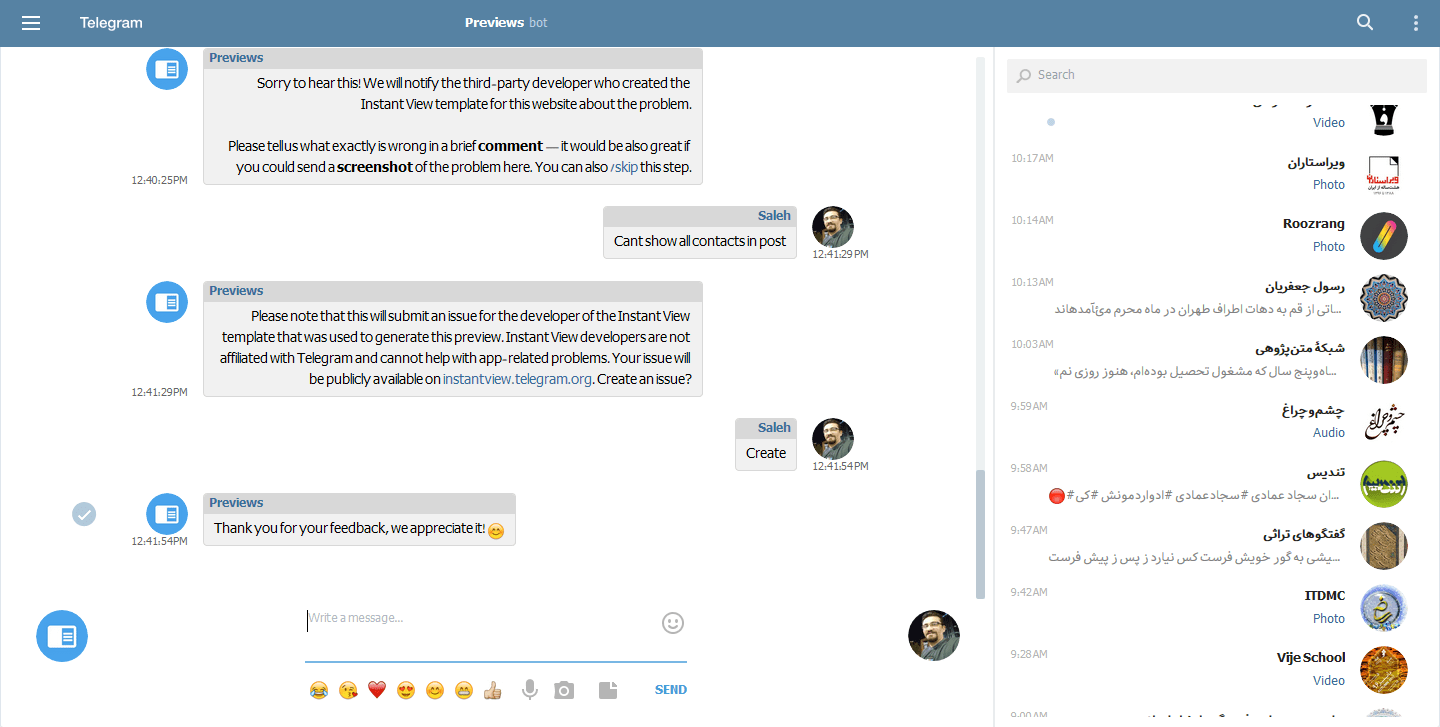 Telegram
Previews bot
Previews
Sorry to hear this! We will notify the third-party developer who created the
Instant View template for this website about the problem.
Please tell us what exactly is wrong in a brief comment — it would be also great if
you could send a screenshot of the problem here. You can also /skip this step.
12:40:25PM
Saleh
Cant show all contacts in post
12:41:29PM
Previews
Please note that this will submit an issue for the developer of the Instant View
template that was used to generate this preview. Instant View developers are not
affiliated with Telegram and cannot help with app-related problems. Your issue will
be publicly available on instantview.telegram.org. Create an issue?
12:41:29PM
Saleh
Create
12:41:54PM
Previews
Thank you for your feedback, we appreciate it! 😊
12:41:54PM
Write a message...
SEND
Search
Video
10:17AM
ویراستاران
Photo
10:14AM
Roozrang
Photo
10:13AM
رسول جعفریان
...اتی از قم به دهات اطراف طهران در ماه محرم می‌آمده‌اند
10:03AM
شبکهٔ متن‌پژوهی
...اه‌وپنج سال که مشغول تحصیل بوده‌ام، هنوز روزی نم»
9:59AM
چشم‌وچراغ
Audio
9:58AM
تندیس
...ان سجاد عمادی #سجادعمادی #ادواردمونش #کی#🔴
9:47AM
گفتگوهای تراثی
...یشی به گور خویش فرست کس نیارد ز پس ز پیش فرست
9:42AM
ITDMC
Photo
9:28AM
Vije School
Video
9:00AM